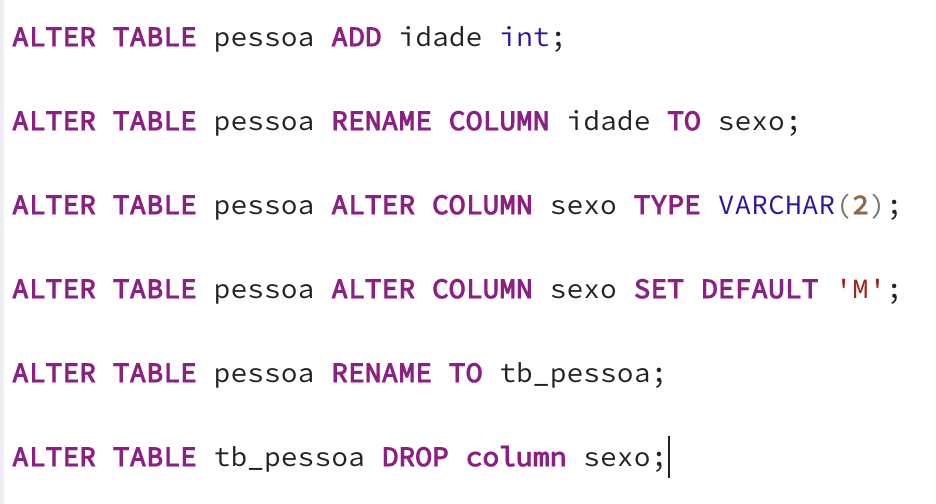 ALTER TABLE pessoa ADD idade int;
ALTER TABLE pessoa RENAME COLUMN idade TO sexo;
ALTER TABLE pessoa ALTER COLUMN sexo TYPE VARCHAR(2);
ALTER TABLE pessoa ALTER COLUMN sexo SET DEFAULT 'M';
ALTER TABLE pessoa RENAME TO tb_pessoa;
ALTER TABLE tb_pessoa DROP column sexo;